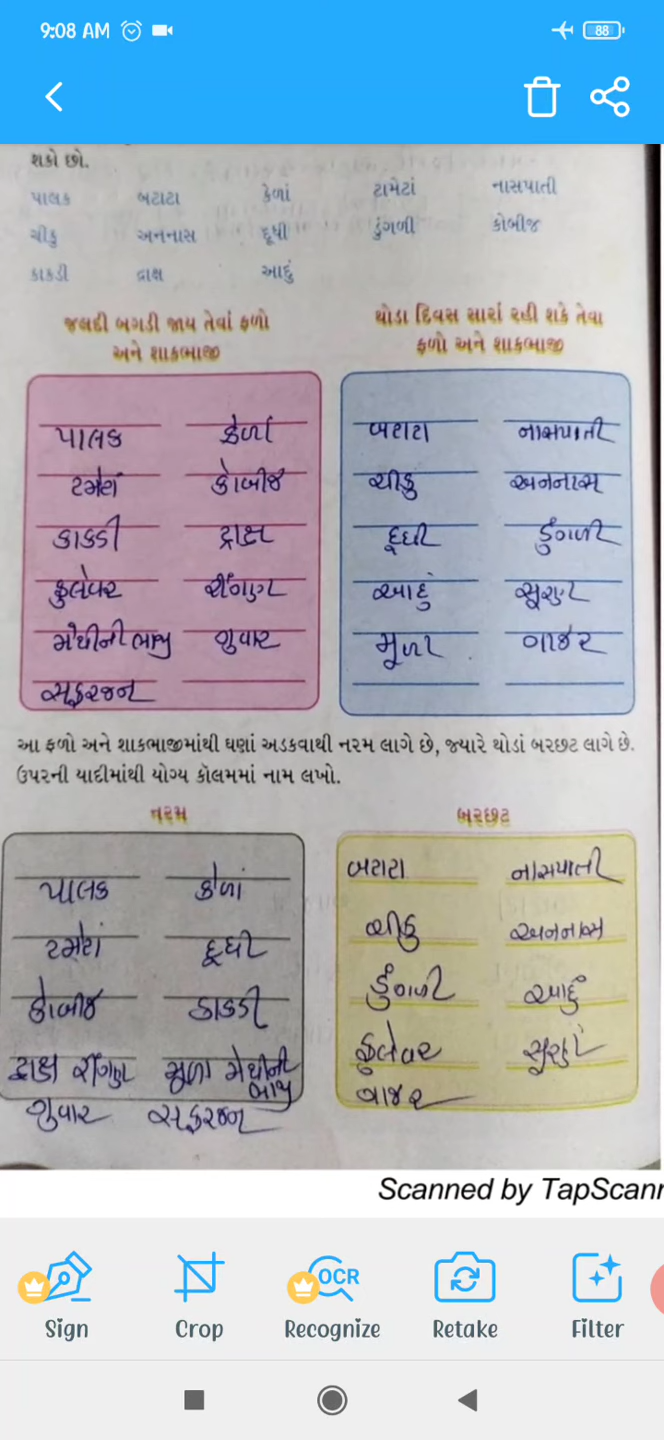 9:08 AM
88
શકો છો.
પાલક બટાટા કેળાં ટામેટાં નાસપાતી
ચીકુ અનનાસ દૂધી ડુંગળી કોબીજ
કાકડી દ્રાક્ષ આદું
જલદી બગડી જાય તેવાં ફળો
અને શાકભાજી
થોડા દિવસ સારાં રહી શકે તેવા
ફળો અને શાકભાજી
પાલક કેળાં
ટમેટાં કોબીજ
કાકડી દ્રાક્ષ
ફુલેવર રીંગણ
મેથીની ભાજી ગુવાર
સફરજન
બટાટા નાસપાતી
ચીકુ અનનાસ
દૂધી ડુંગળી
આદું સૂરણ
મૂળા ગાજર
આ ફળો અને શાકભાજીમાંથી ઘણાં અડકવાથી નરમ લાગે છે, જ્યારે થોડાં બરછટ લાગે છે.
ઉપરની યાદીમાંથી યોગ્ય કૉલમમાં નામ લખો.
નરમ
પાલક કેળાં
ટમેટાં દૂધી
કોબીજ કાકડી
દ્રાક્ષ રીંગણ મૂળા મેથીની
ભાજી
ગુવાર સફરજન
બરછટ
બટાટા નાસપાતી
ચીકુ અનનાસ
ડુંગળી આદું
ફુલેવર સૂરણ
ગાજર
Scanned by TapScanr
Sign Crop OCR Recognize Retake Filter